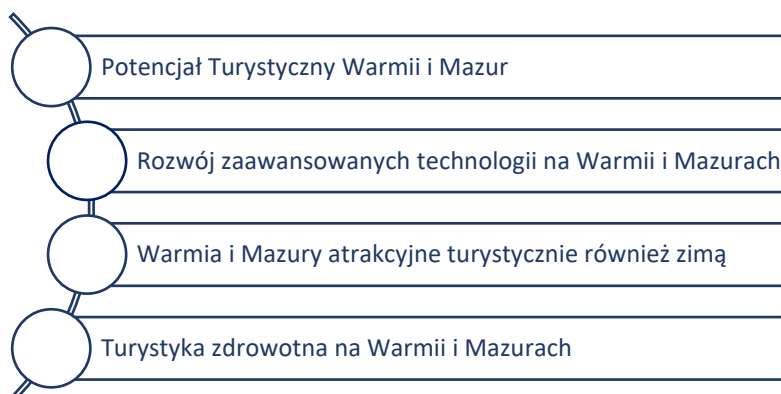 Potencjał Turystyczny Warmii i Mazur
Rozwój zaawansowanych technologii na Warmii i Mazurach
Warmia i Mazury atrakcyjne turystycznie również zimą
Turystyka zdrowotna na Warmii i Mazurach